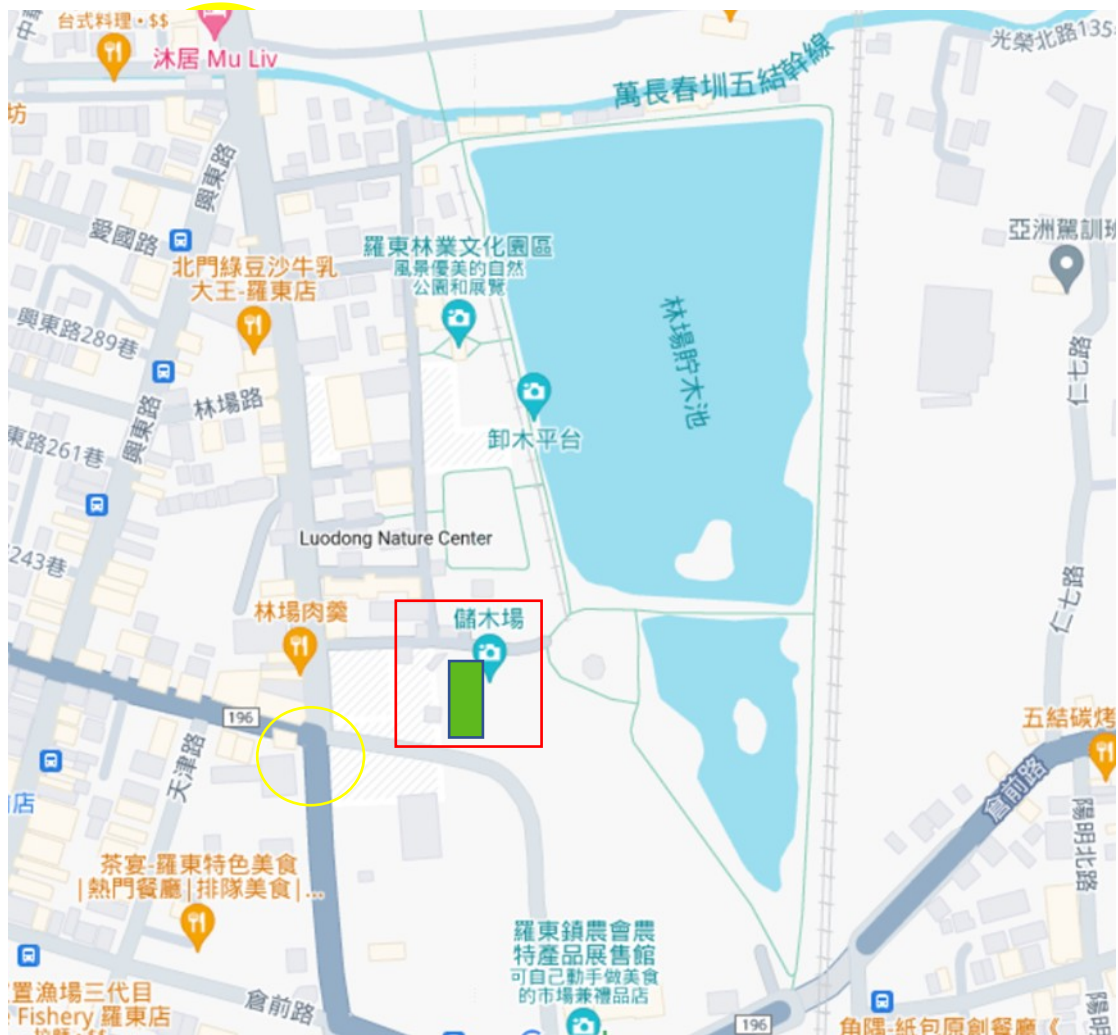 台式料理・$$
沐居 Mu Liv
坊
興東路
愛國路
北門綠豆沙牛乳
大王-羅東店
興東路289巷
林場路
東路261巷
興東路
243巷
萬長春圳五結幹線
光榮北路135
亞洲駕訓班
羅東林業文化園區
風景優美的自然
公園和展覽
林場貯木池
卸木平台
仁七路
Luodong Nature Center
林場肉羹
儲木場
仁七路
196
天津路
店
五結碳烤
倉前路
陽明北路
茶宴-羅東特色美食
|熱門餐廳|排隊美食|...
羅東鎮農會農
特產品展售館
可自己動手做美食
的市場兼禮品店
置漁場三代目
Fishery 羅東店
倉前路
196
角隅-紙包原創餐廳《
陽明